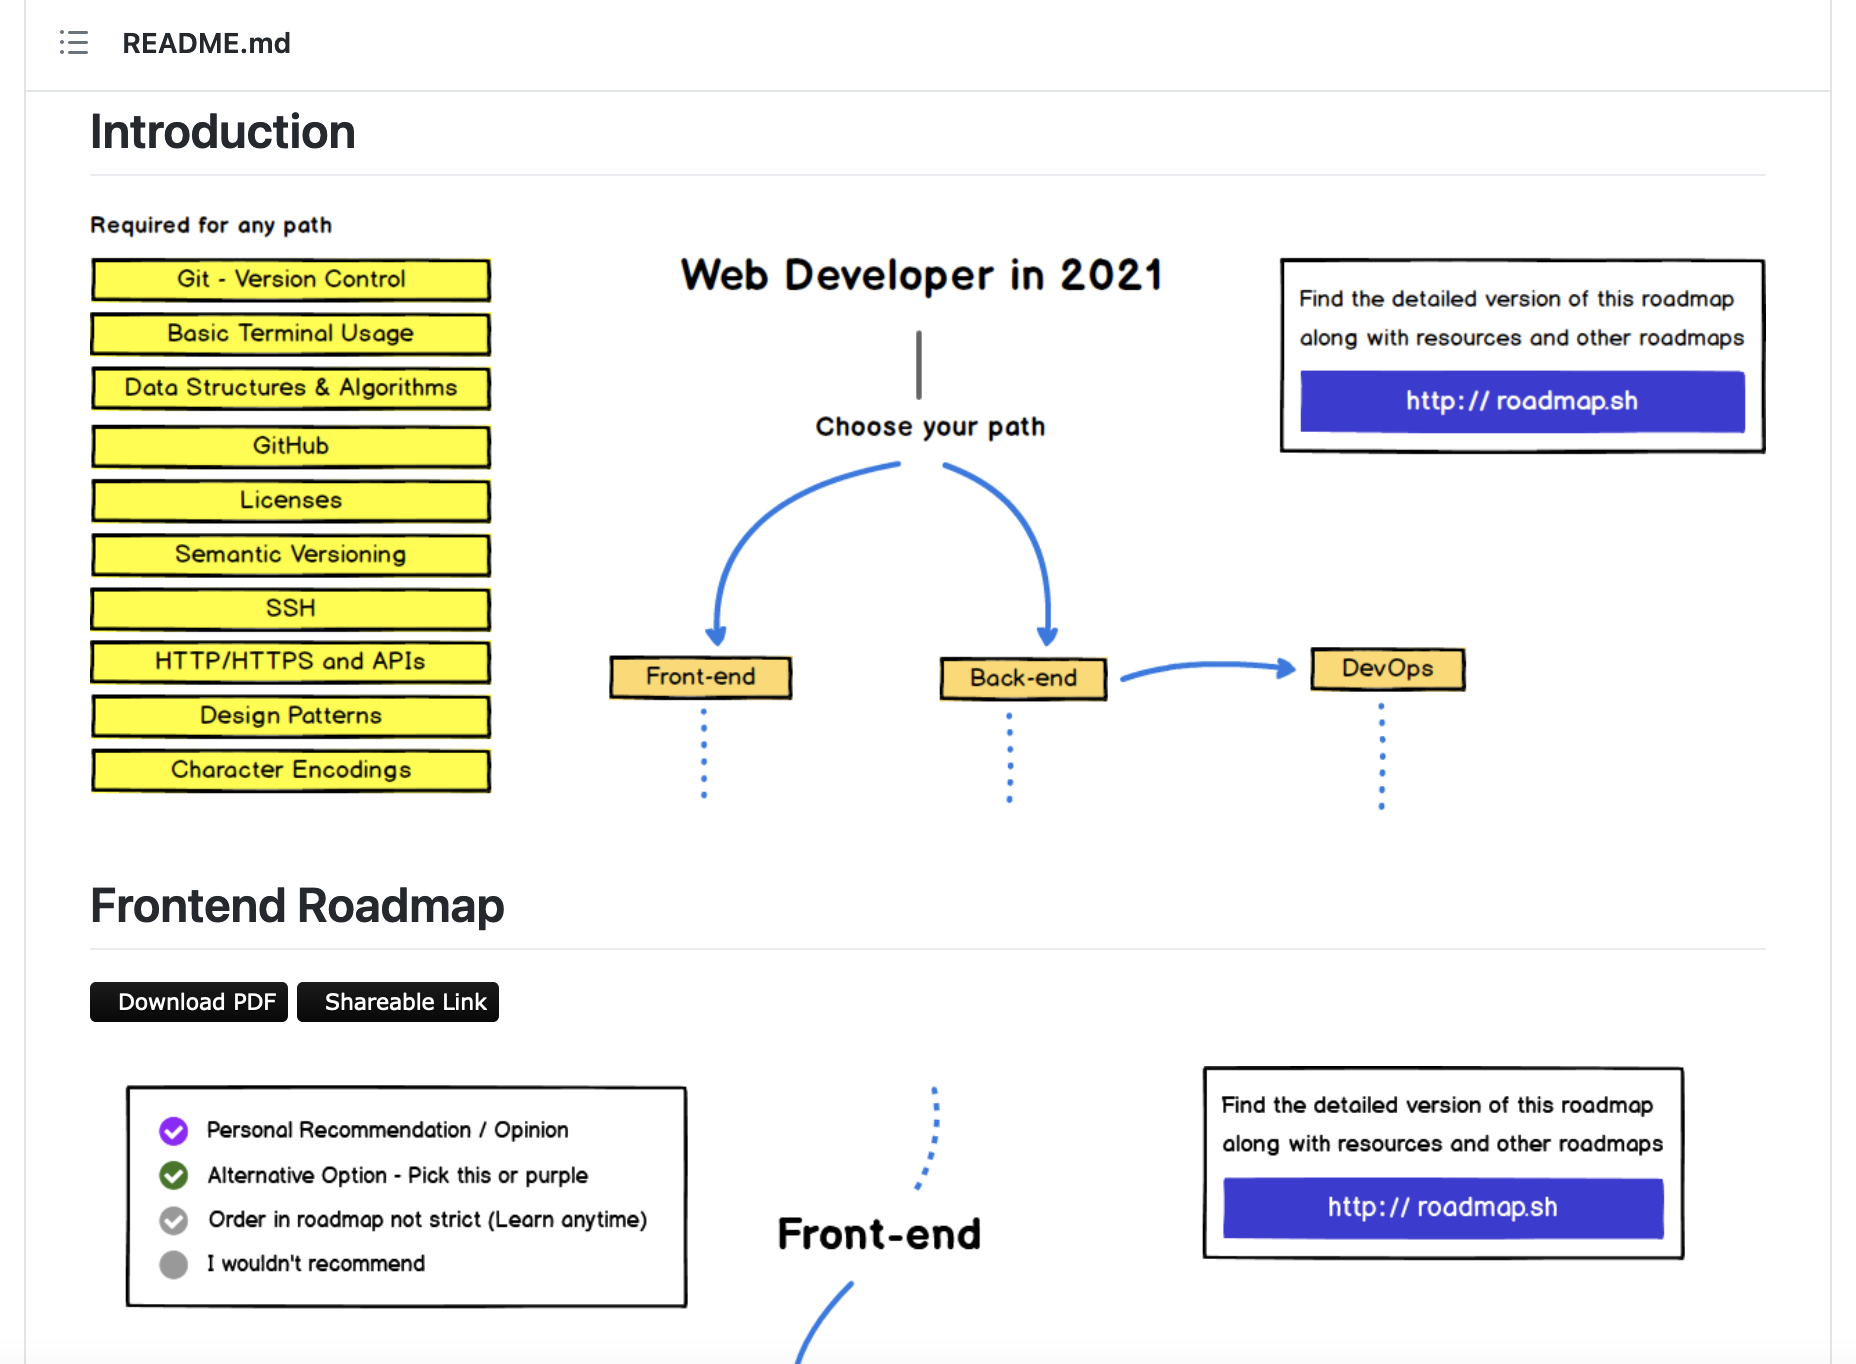 README.md
Introduction
Required for any path
Git - Version Control
Basic Terminal Usage
Data Structures & Algorithms
GitHub
Licenses
Semantic Versioning
SSH
HTTP/HTTPS and APIs
Design Patterns
Character Encodings
Web Developer in 2021
Choose your path
Front-end
Back-end
DevOps
Find the detailed version of this roadmap
along with resources and other roadmaps
http:// roadmap.sh
Frontend Roadmap
Download PDF
Shareable Link
Personal Recommendation / Opinion
Alternative Option - Pick this or purple
Order in roadmap not strict (Learn anytime)
I wouldn't recommend
Front-end
Find the detailed version of this roadmap
along with resources and other roadmaps
http:// roadmap.sh